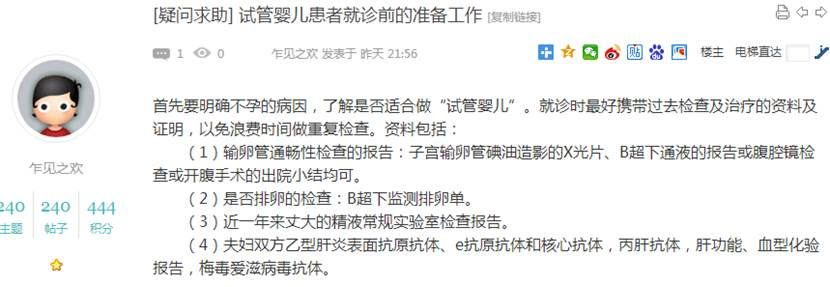 [疑问求助] 试管婴儿患者就诊前的准备工作 [复制链接]
1 0 乍见之欢 发表于 昨天 21:56 楼主 电梯直达
首先要明确不孕的病因，了解是否适合做“试管婴儿”。就诊时最好携带过去检查及治疗的资料及
证明，以免浪费时间做重复检查。资料包括：
（1）输卵管通畅性检查的报告：子宫输卵管碘油造影的X光片、B超下通液的报告或腹腔镜检
查或开腹手术的出院小结均可。
（2）是否排卵的检查：B超下监测排卵单。
（3）近一年来丈夫的精液常规实验室检查报告。
（4）夫妇双方乙型肝炎表面抗原抗体、e抗原抗体和核心抗体，丙肝抗体，肝功能、血型化验
报告，梅毒爱滋病毒抗体。
乍见之欢
240 240 444
主题 帖子 积分